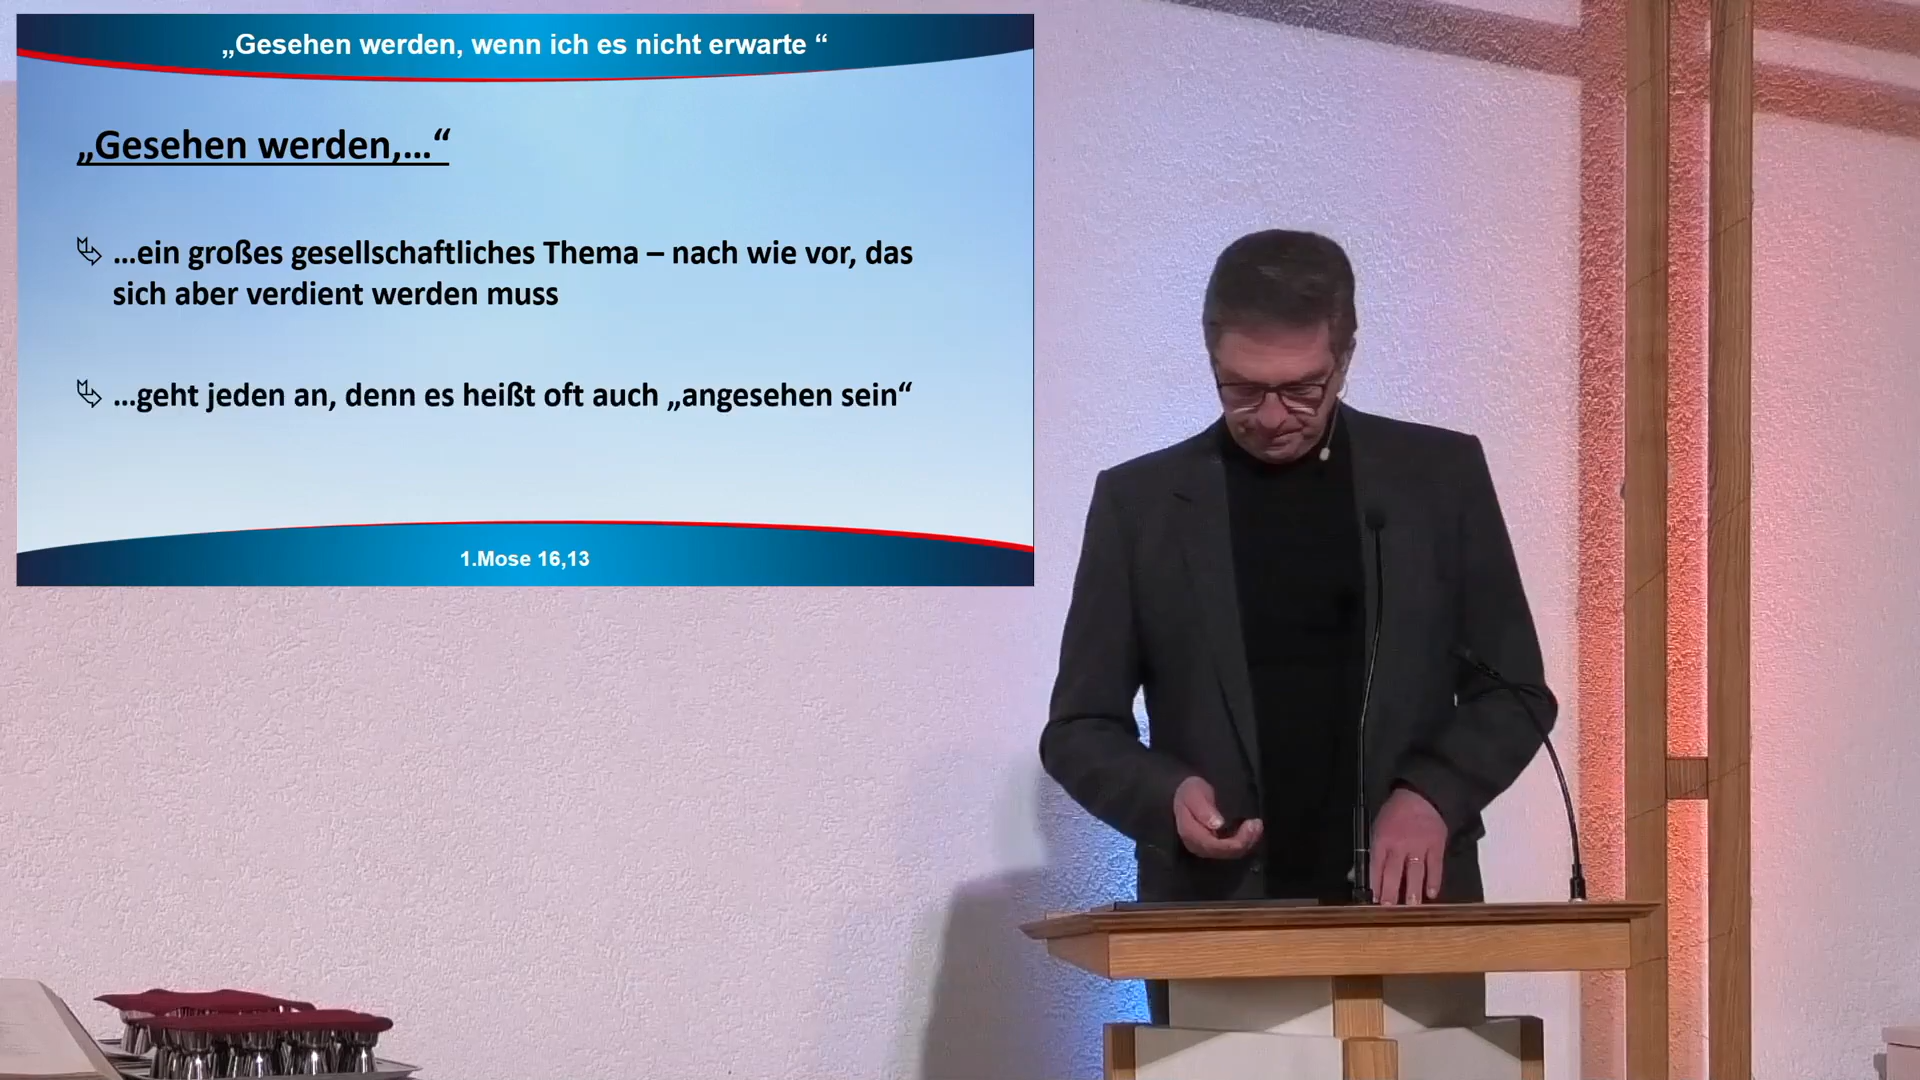 „Gesehen werden, wenn ich es nicht erwarte “
„Gesehen werden,...“
...ein großes gesellschaftliches Thema – nach wie vor, das
sich aber verdient werden muss
...geht jeden an, denn es heißt oft auch „angesehen sein“
1.Mose 16,13